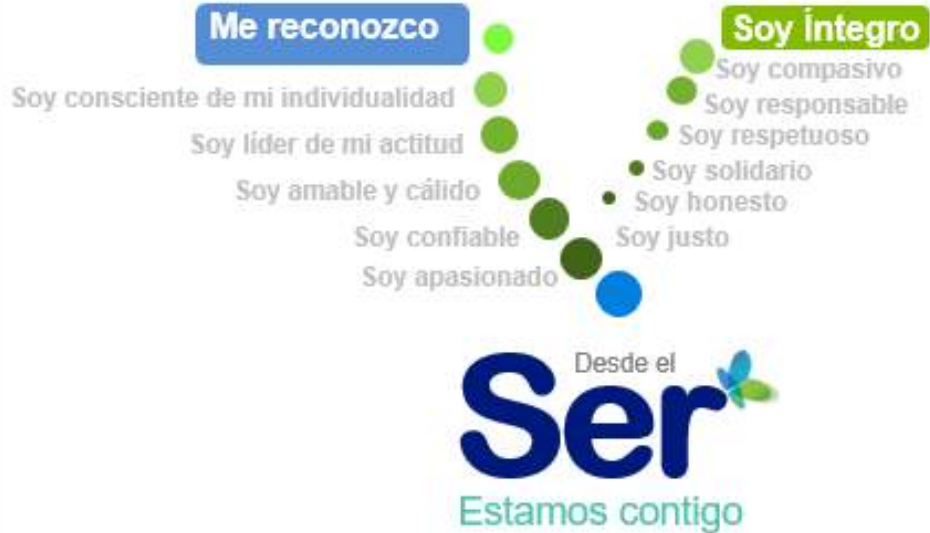 Me reconozco
Soy consciente de mi individualidad
Soy líder de mi actitud
Soy amable y cálido
Soy confiable
Soy apasionado
Soy Íntegro
Soy compasivo
Soy responsable
Soy respetuoso
Soy solidario
Soy honesto
Soy justo
Desde el
Ser
Estamos contigo